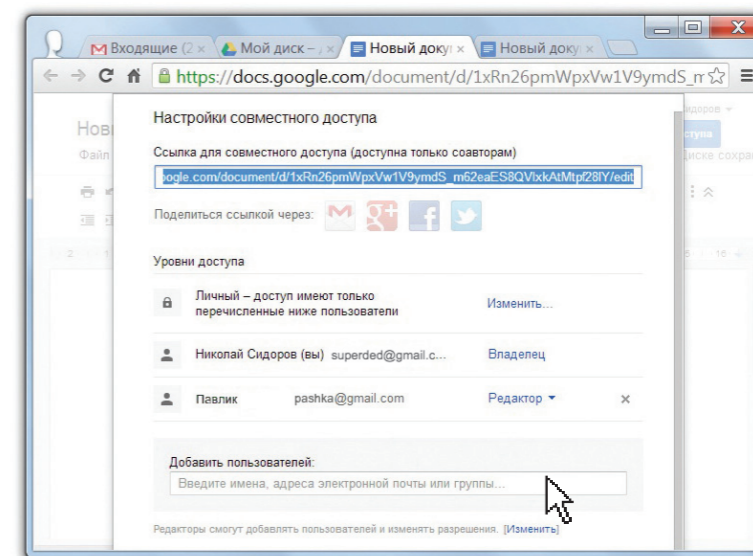 Входящие (2
Мой диск –
Новый доку
Новый доку
https://docs.google.com/document/d/1xRn26pmWpxVw1V9ymdS_m
Настройки совместного доступа
Ссылка для совместного доступа (доступна только соавторам)
ogle.com/document/d/1xRn26pmWpxVw1V9ymdS_m62eaES8QVlxkAtMtpf28lY/edit
Поделиться ссылкой через:
Уровни доступа
Личный – доступ имеют только
перечисленные ниже пользователи
Изменить...
Николай Сидоров (вы) superded@gmail.c... Владелец
Павлик pashka@gmail.com Редактор
Добавить пользователей:
Введите имена, адреса электронной почты или группы...
Редакторы смогут добавлять пользователей и изменять разрешения. [Изменить]